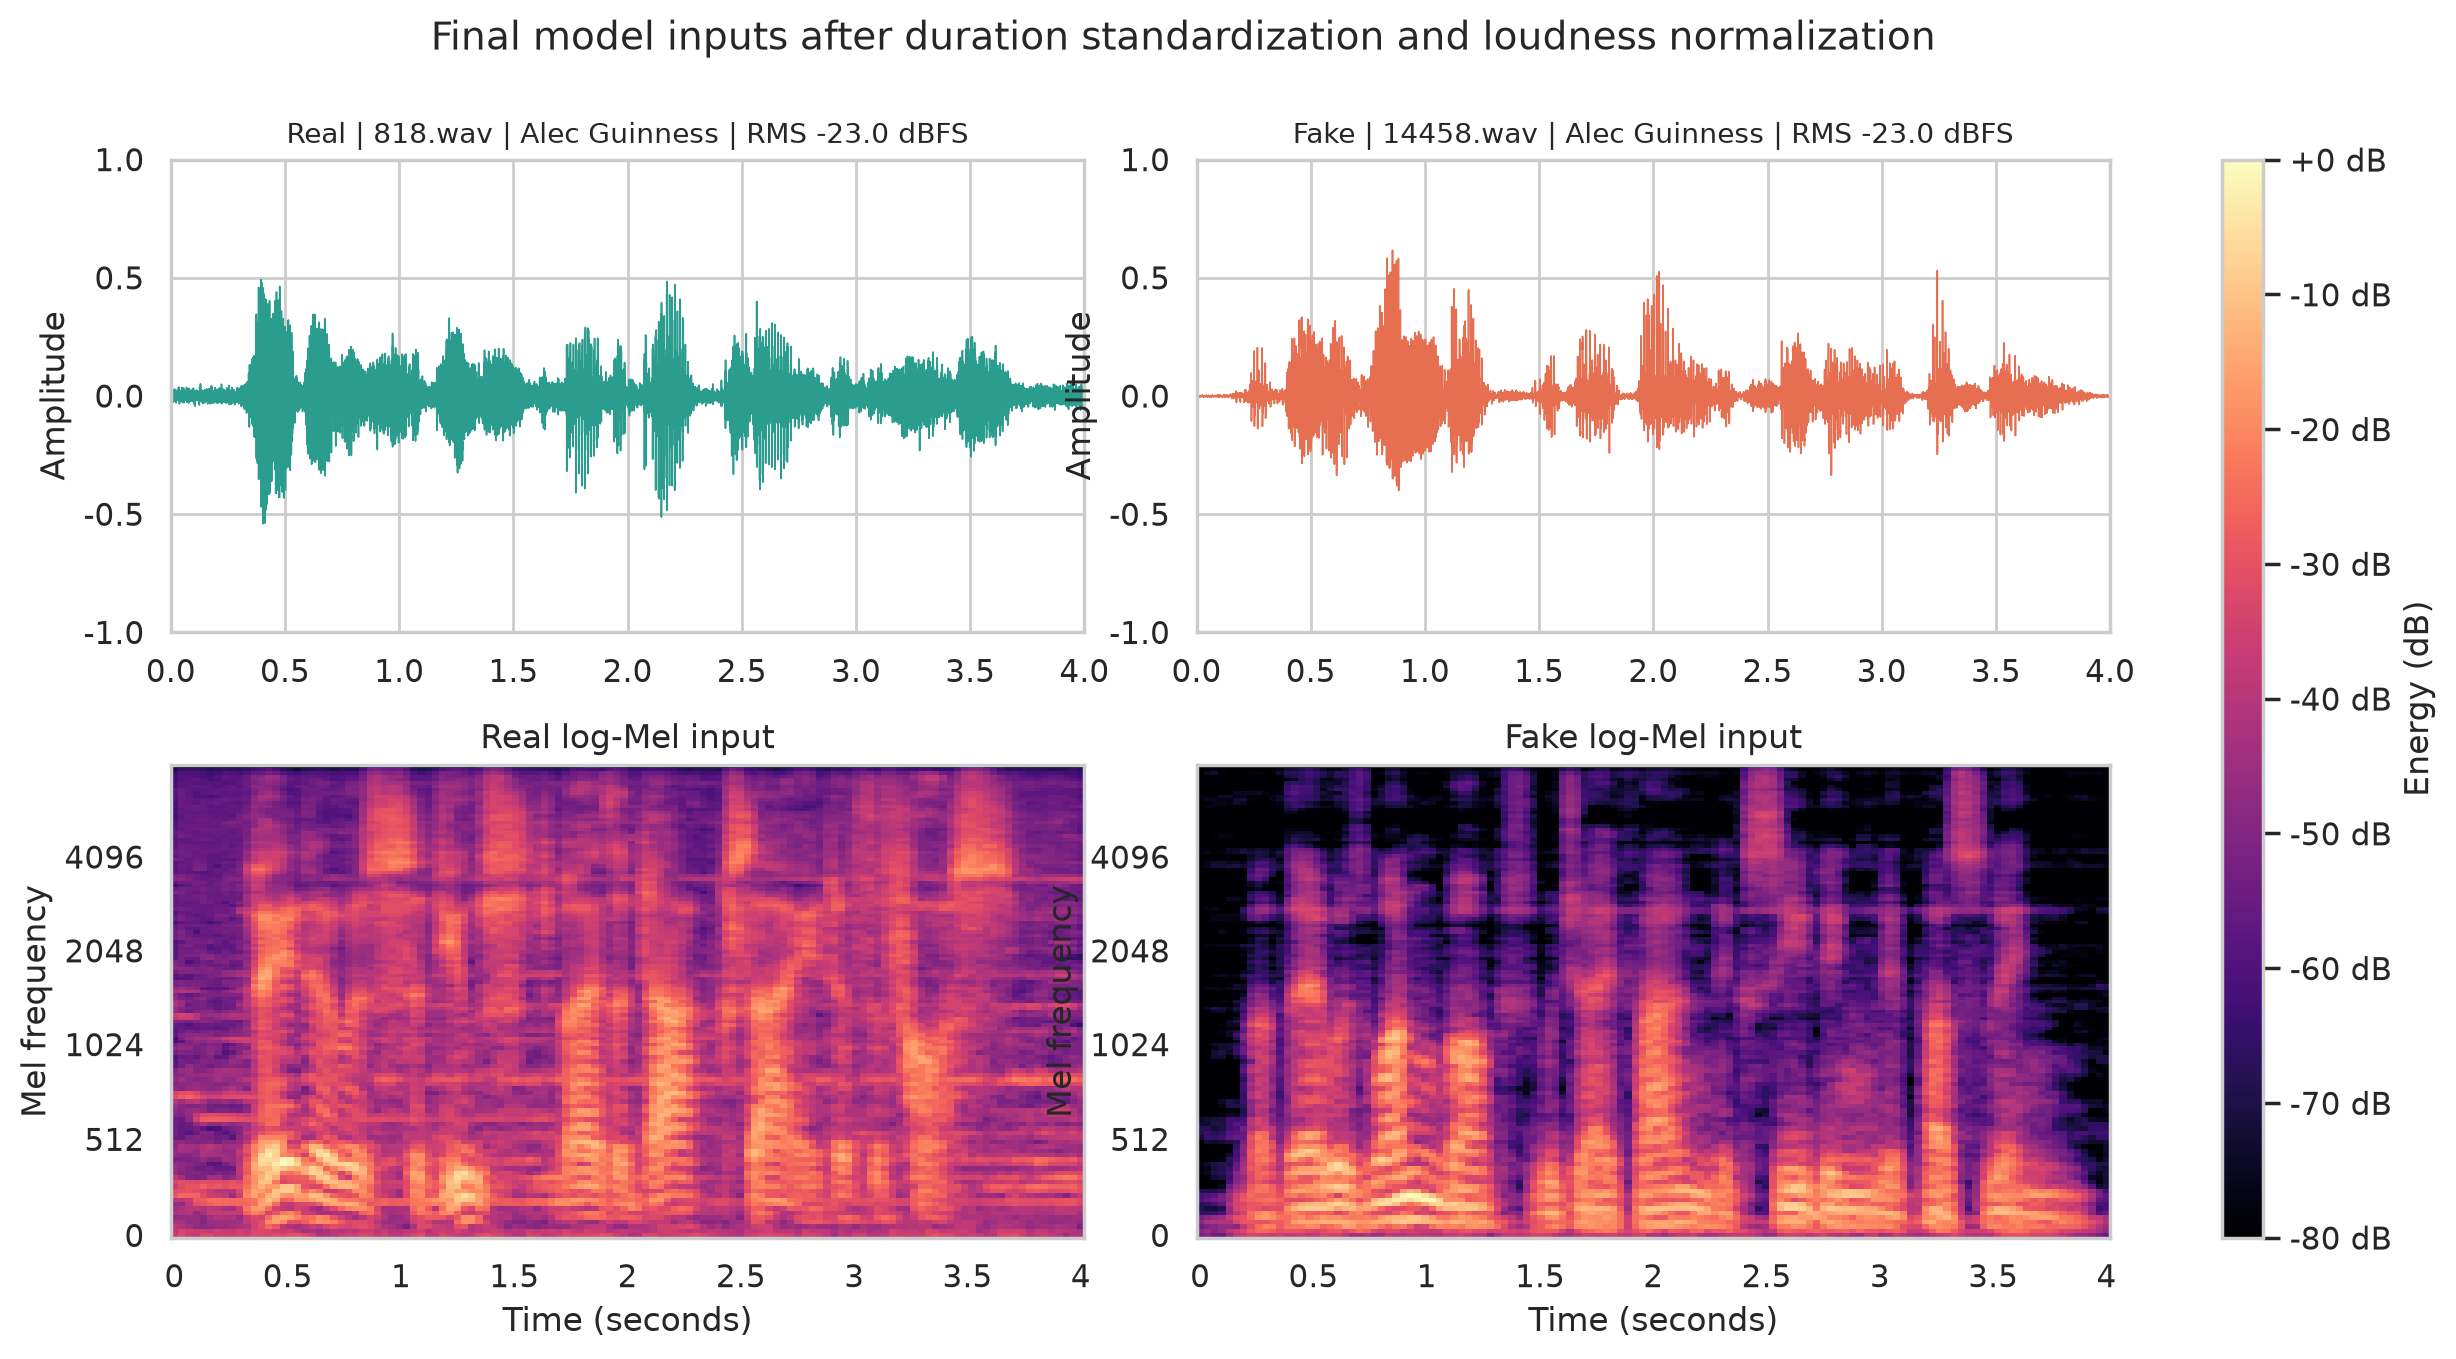 Final model inputs after duration standardization and loudness normalization
Real | 818.wav | Alec Guinness | RMS -23.0 dBFS
1.0
0.5
0.0
-0.5
-1.0
Amplitude
0.0 0.5 1.0 1.5 2.0 2.5 3.0 3.5 4.0
Fake | 14458.wav | Alec Guinness | RMS -23.0 dBFS
1.0
0.5
0.0
-0.5
-1.0
Amplitude
0.0 0.5 1.0 1.5 2.0 2.5 3.0 3.5 4.0
Real log-Mel input
4096
2048
1024
512
0
Mel frequency
0 0.5 1 1.5 2 2.5 3 3.5 4
Time (seconds)
Fake log-Mel input
4096
2048
1024
512
0
Mel frequency
0 0.5 1 1.5 2 2.5 3 3.5 4
Time (seconds)
+0 dB
-10 dB
-20 dB
-30 dB
-40 dB
-50 dB
-60 dB
-70 dB
-80 dB
Energy (dB)